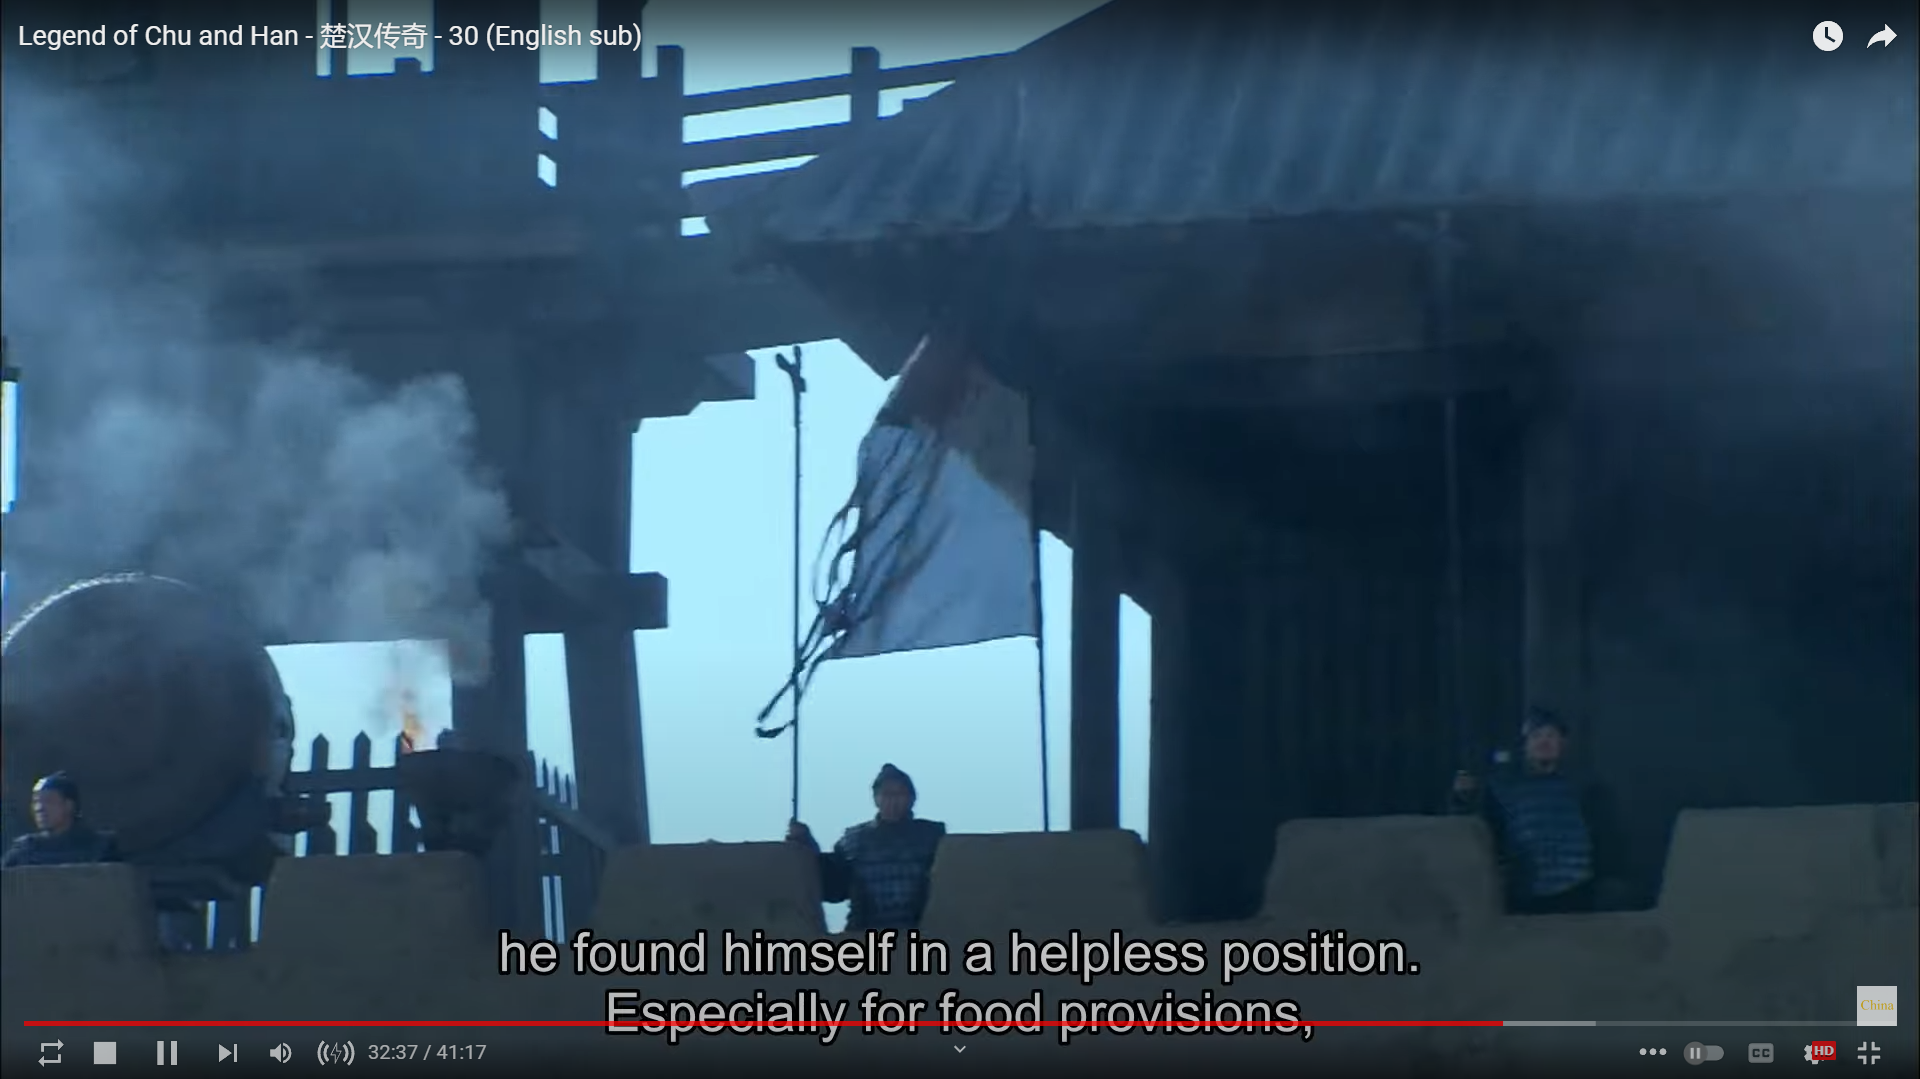 Legend of Chu and Han - 楚汉传奇 - 30 (English sub)
he found himself in a helpless position.
Especially for food provisions,
China
32:37 / 41:17
CC
HD